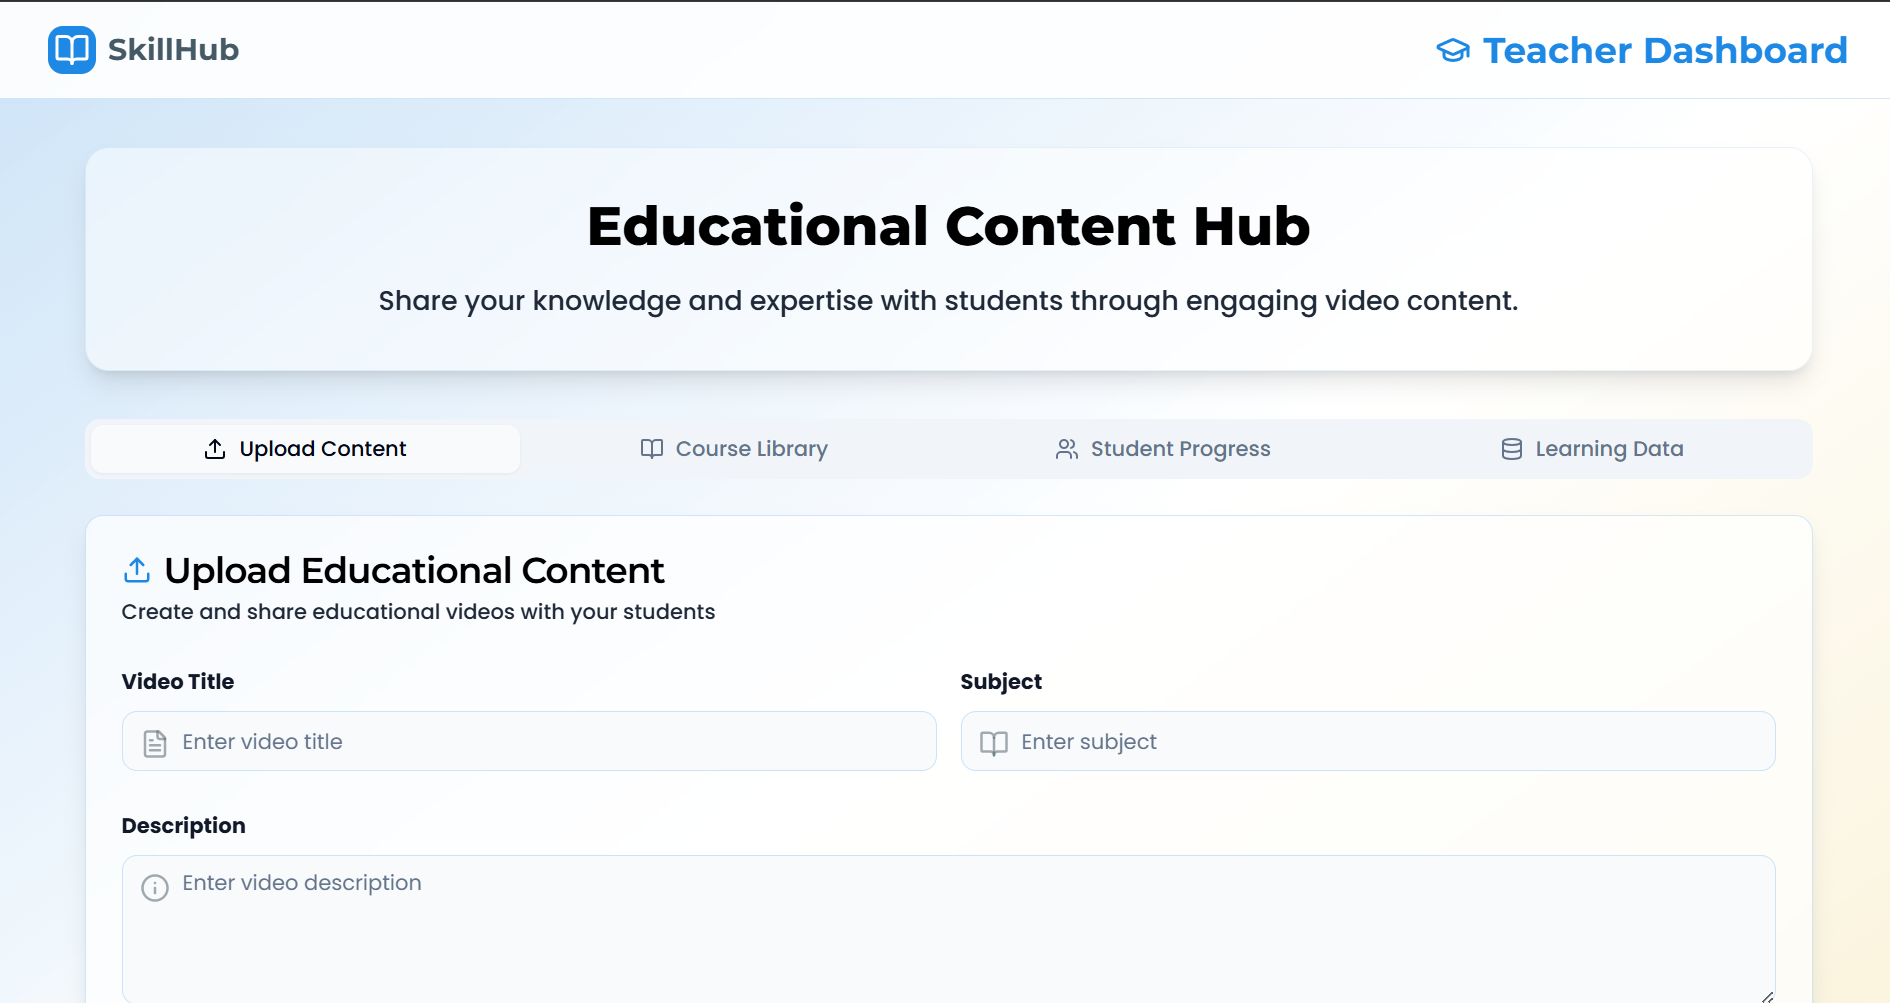 SkillHub
Teacher Dashboard
Educational Content Hub
Share your knowledge and expertise with students through engaging video content.
Upload Content
Course Library
Student Progress
Learning Data
Upload Educational Content
Create and share educational videos with your students
Video Title
Subject
Enter video title
Enter subject
Description
Enter video description